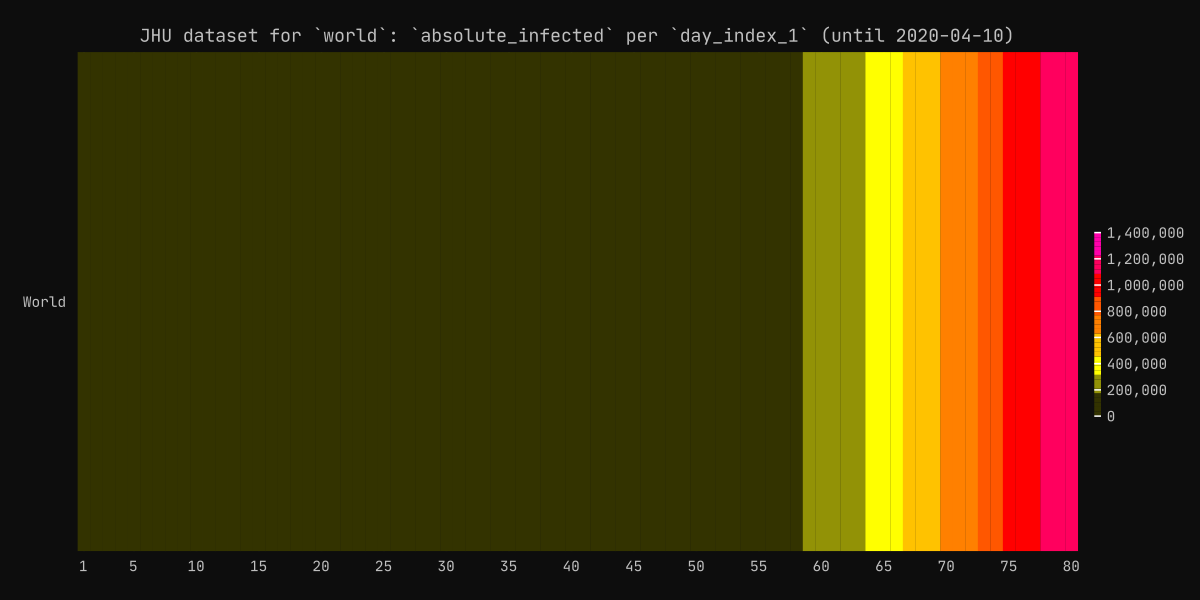 JHU dataset for `world`: `absolute_infected` per `day_index_1` (until 2020-04-10)
1,400,000
1,200,000
1,000,000
800,000
600,000
400,000
200,000
0
World
1 5 10 15 20 25 30 35 40 45 50 55 60 65 70 75 80